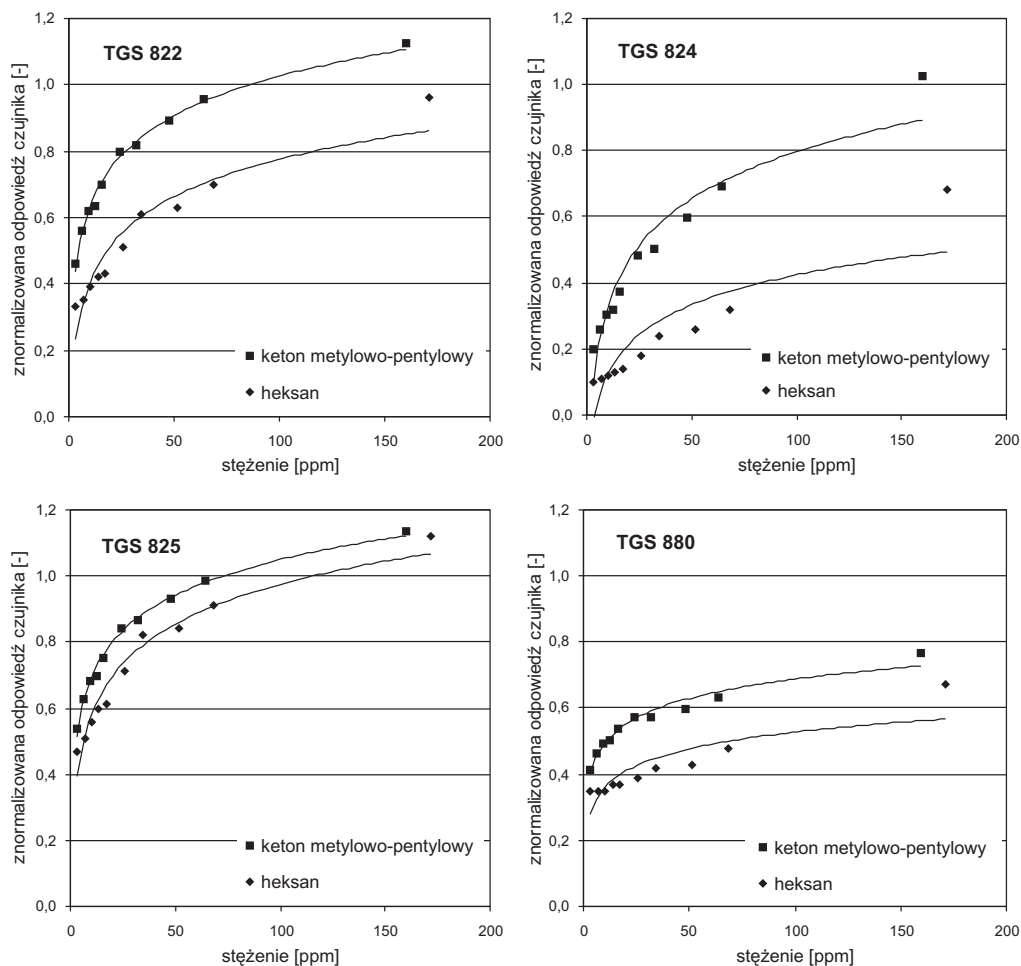 TGS 822
znormalizowana odpowiedź czujnika [-]
1,2
1,0
0,8
0,6
0,4
0,2
0,0
keton metylowo-pentylowy
heksan
0 50 100 150 200
stężenie [ppm]
TGS 824
znormalizowana odpowiedź czujnika [-]
1,2
1,0
0,8
0,6
0,4
0,2
0,0
keton metylowo-pentylowy
heksan
0 50 100 150 200
stężenie [ppm]
TGS 825
znormalizowana odpowiedź czujnika [-]
1,2
1,0
0,8
0,6
0,4
0,2
0,0
keton metylowo-pentylowy
heksan
0 50 100 150 200
stężenie [ppm]
TGS 880
znormalizowana odpowiedź czujnika [-]
1,2
1,0
0,8
0,6
0,4
0,2
0,0
keton metylowo-pentylowy
heksan
0 50 100 150 200
stężenie [ppm]